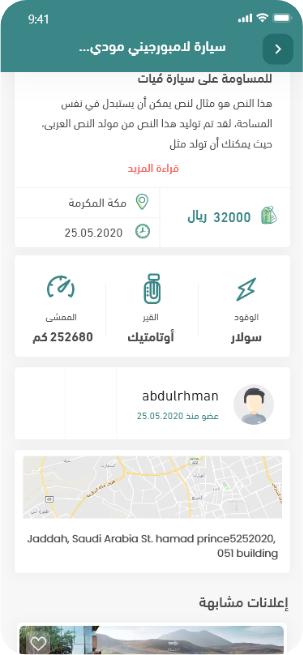 9:41
سيارة لامبورجيني مودي...
للمساومة على سيارة فيات
هذا النص هو مثال لنص يمكن أن يستبدل في نفس
المساحة، لقد تم توليد هذا النص من مولد النص العربى،
حيث يمكنك أن تولد مثل
قراءة المزيد
32000 ريال
مكة المكرمة
25.05.2020
الوقود
القير
الممشى
سولار
أوتامتيك
252680 كم
abdulrhman
عضو منذ 25.05.2020
Jaddah, Saudi Arabia St. hamad prince5252020,
051 building
إعلانات مشابهة